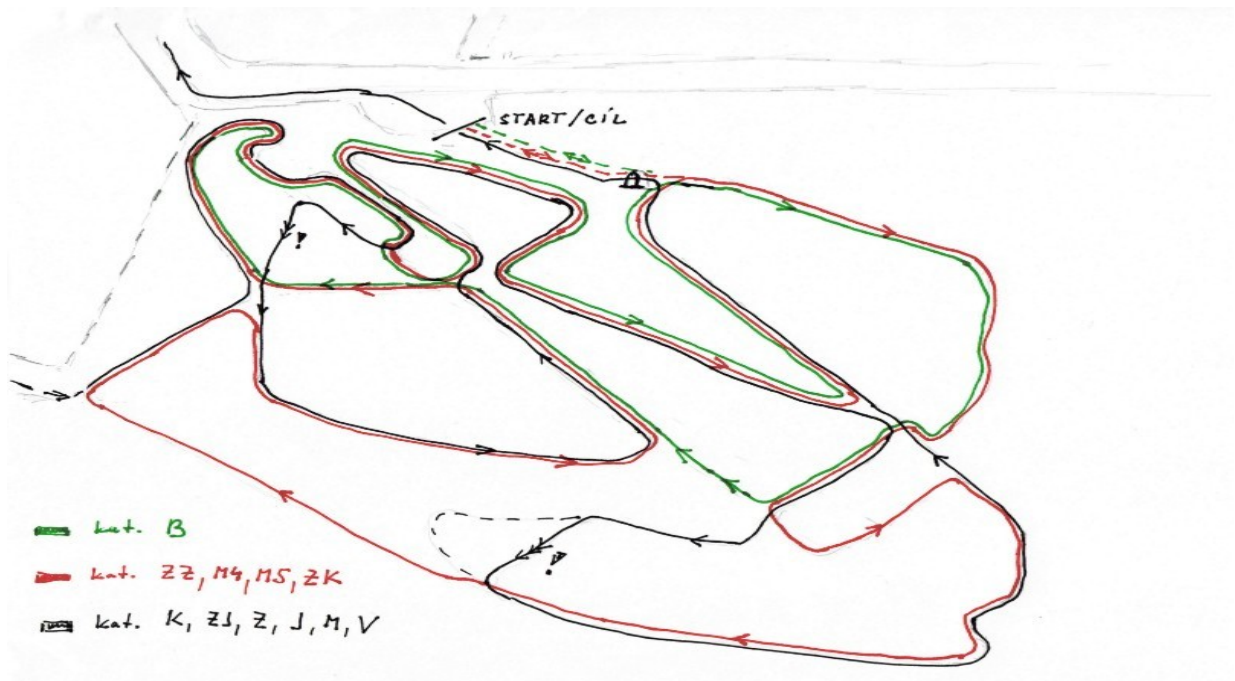 START/CÍL
!
!
kat. B
kat. ZZ, M4, M5, ZK
kat. K, ZJ, Z, J, M, V